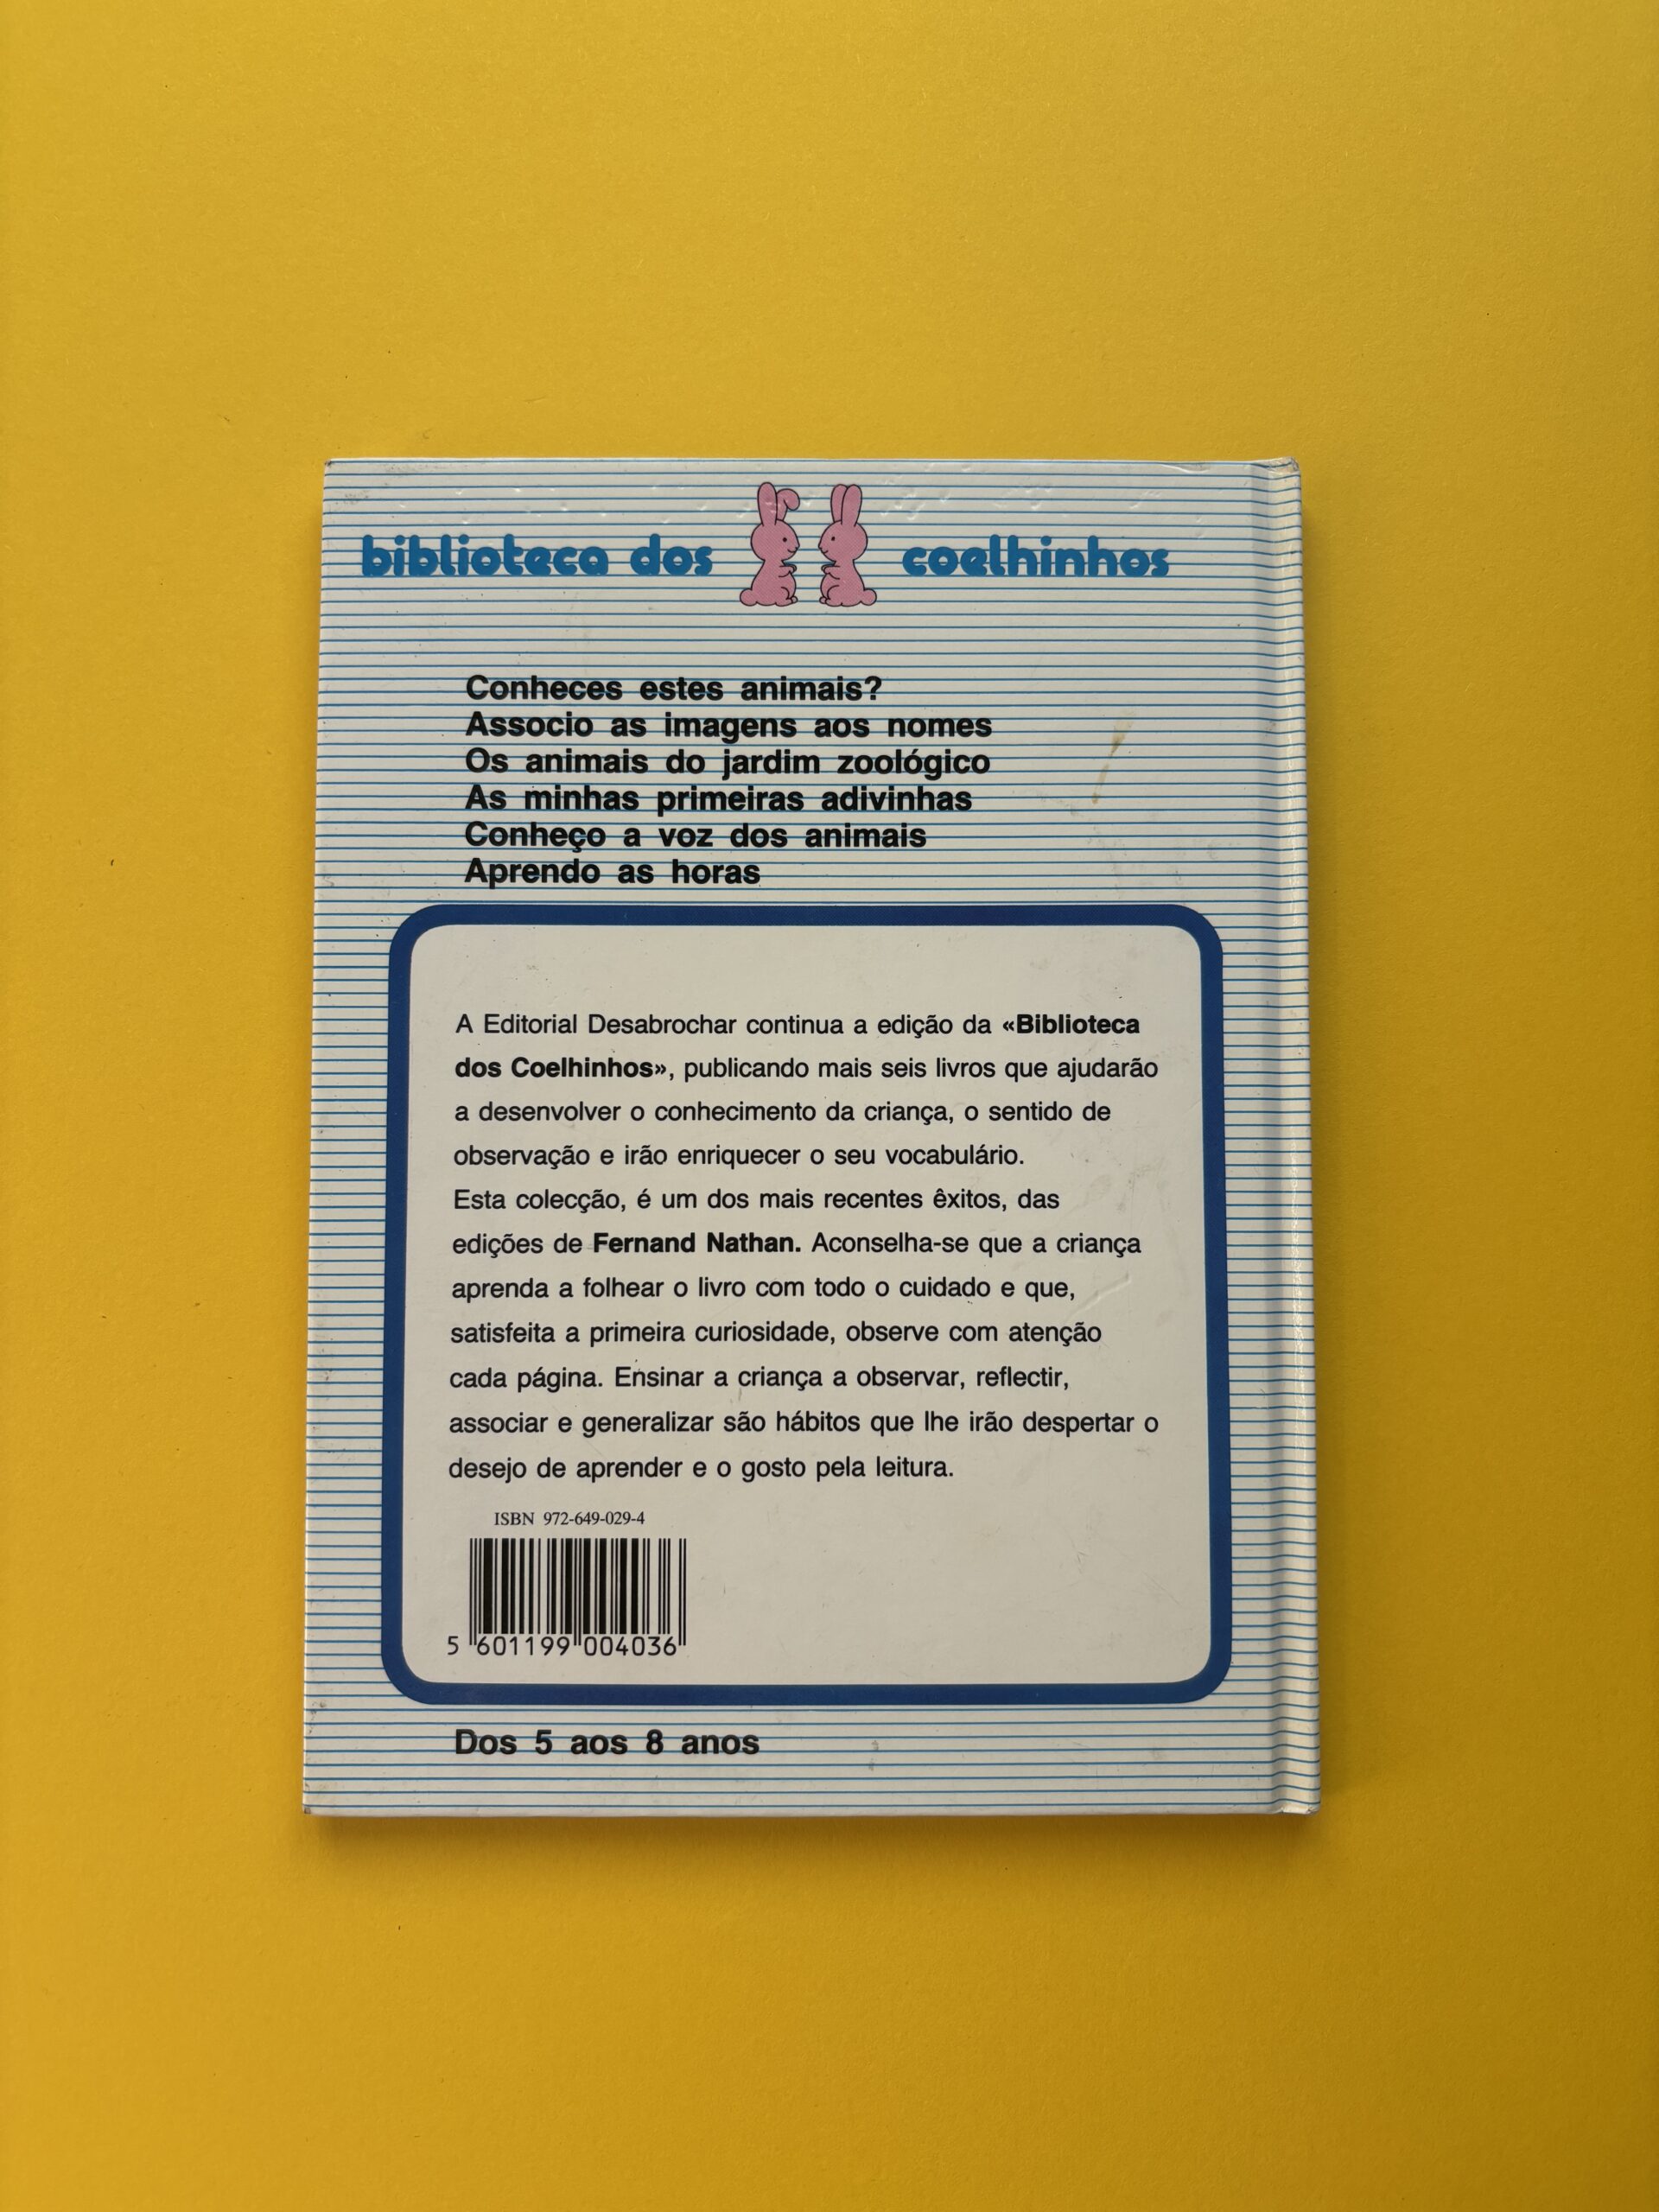 biblioteca dos coelhinhos
Conheces estes animais?
Associo as imagens aos nomes
Os animais do jardim zoológico
As minhas primeiras adivinhas
Conheço a voz dos animais
Aprendo as horas
A Editorial Desabrochar continua a edição da «Biblioteca
dos Coelhinhos», publicando mais seis livros que ajudarão
a desenvolver o conhecimento da criança, o sentido de
observação e irão enriquecer o seu vocabulário.
Esta colecção, é um dos mais recentes êxitos, das
edições de Fernand Nathan. Aconselha-se que a criança
aprenda a folhear o livro com todo o cuidado e que,
satisfeita a primeira curiosidade, observe com atenção
cada página. Ensinar a criança a observar, reflectir,
associar e generalizar são hábitos que lhe irão despertar o
desejo de aprender e o gosto pela leitura.
ISBN 972-649-029-4
5 601199 004036
Dos 5 aos 8 anos